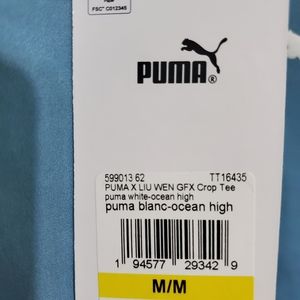 FSC® C012345
PUMA®
599013 62 TT16435
PUMA X LIU WEN GFX Crop Tee
puma white-ocean high
puma blanc-ocean high
1 94577 29342 9
M/M